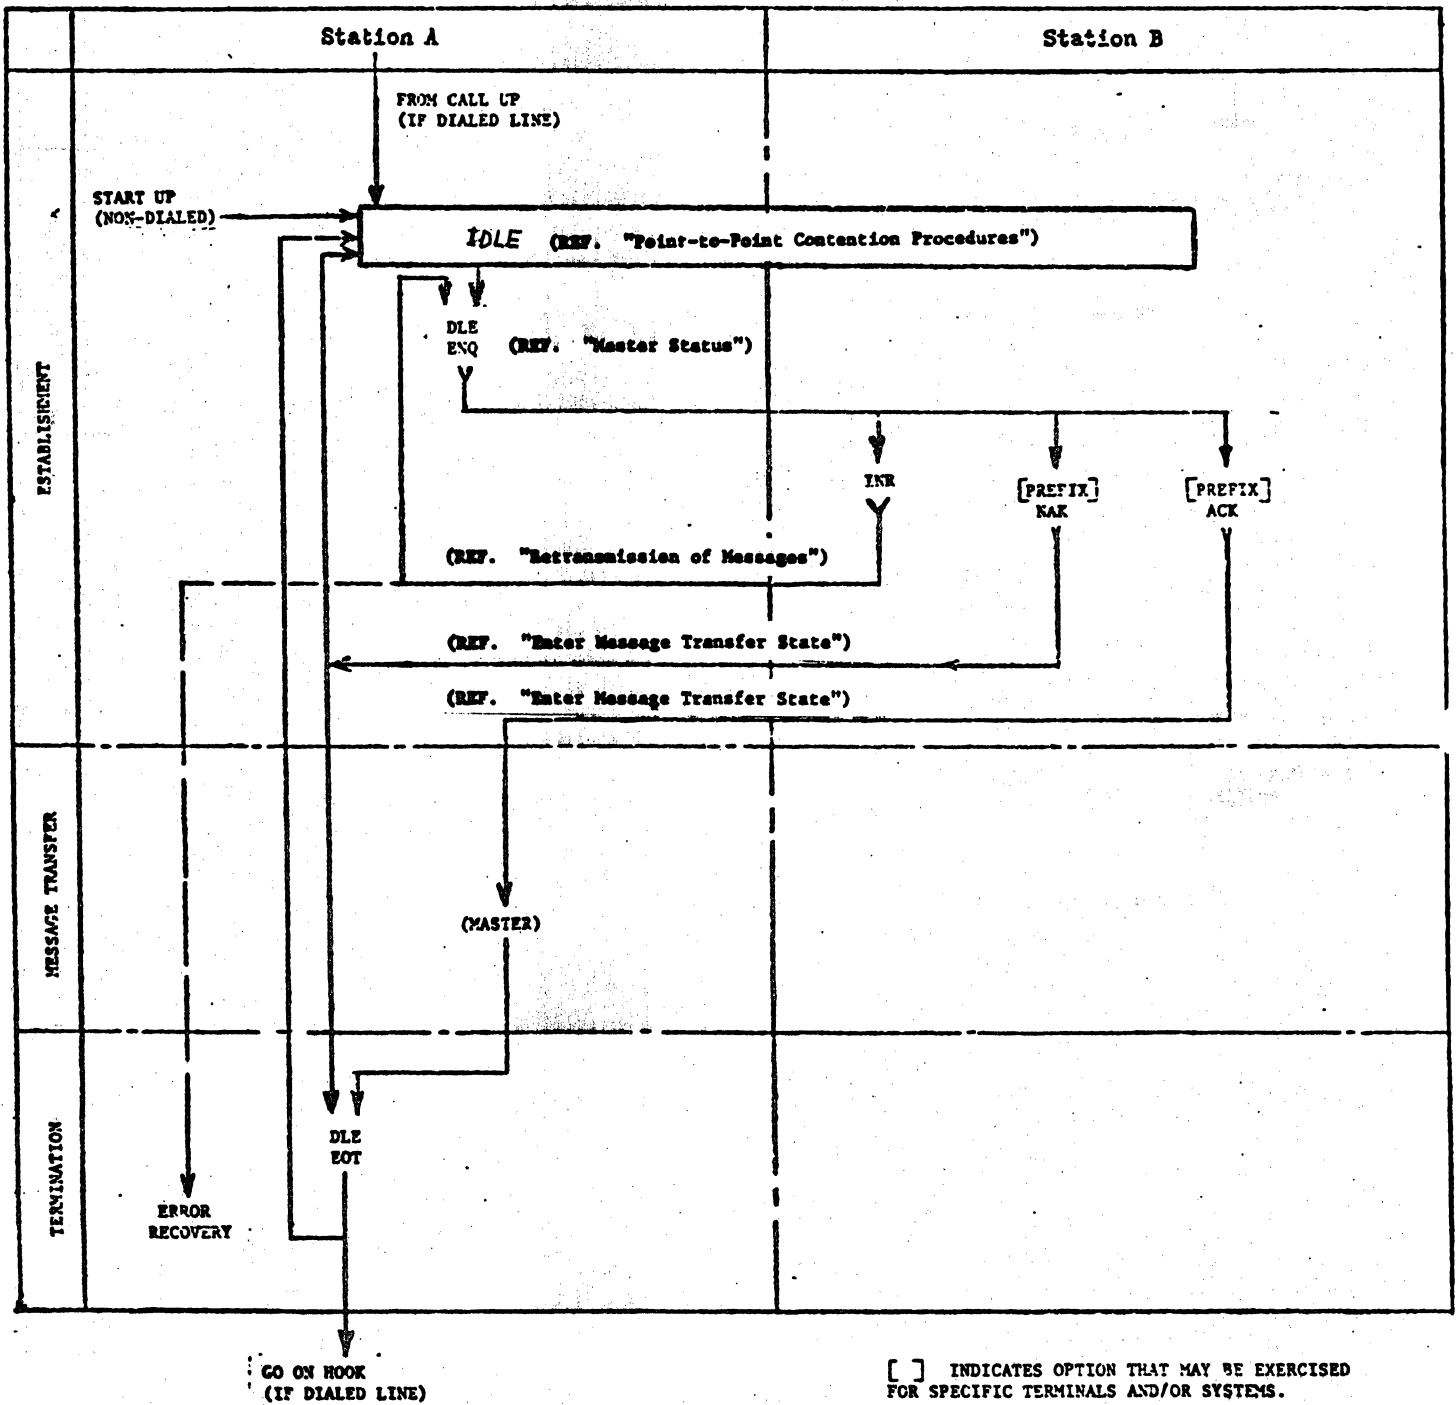 Station A
Station B
FROM CALL UP
(IF DIALED LINE)
START UP
(NON-DIALED)
IDLE (REF. "Point-to-Point Contention Procedures")
DLE
ENQ (REF. "Master Status")
ESTABLISHMENT
INR
[PREFIX]
NAK
[PREFIX]
ACK
(REF. "Retransmission of Messages")
(REF. "Enter Message Transfer State")
(REF. "Enter Message Transfer State")
MESSAGE TRANSFER
(MASTER)
TERMINATION
DLE
EOT
ERROR
RECOVERY
GO ON HOOK
(IF DIALED LINE)
[ ] INDICATES OPTION THAT MAY BE EXERCISED
FOR SPECIFIC TERMINALS AND/OR SYSTEMS.